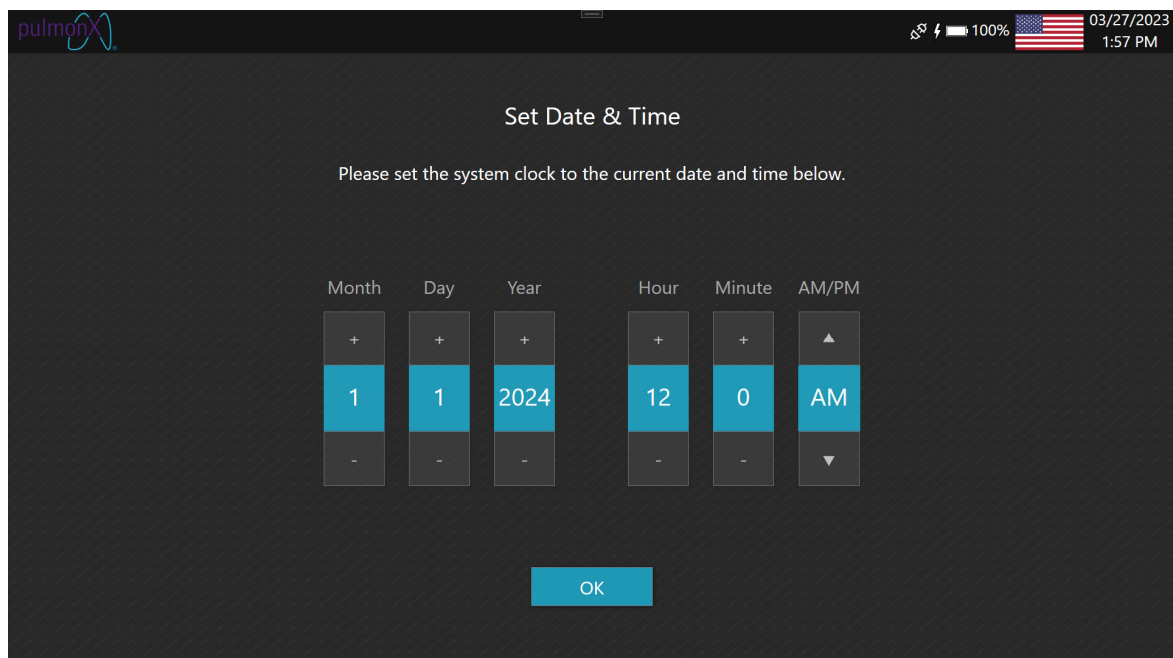 pulmonX
100%
03/27/2023
1:57 PM
Set Date & Time
Please set the system clock to the current date and time below.
Month Day Year Hour Minute AM/PM
+ + + + + ▲
1 1 2024 12 0 AM
- - - - - ▼
OK